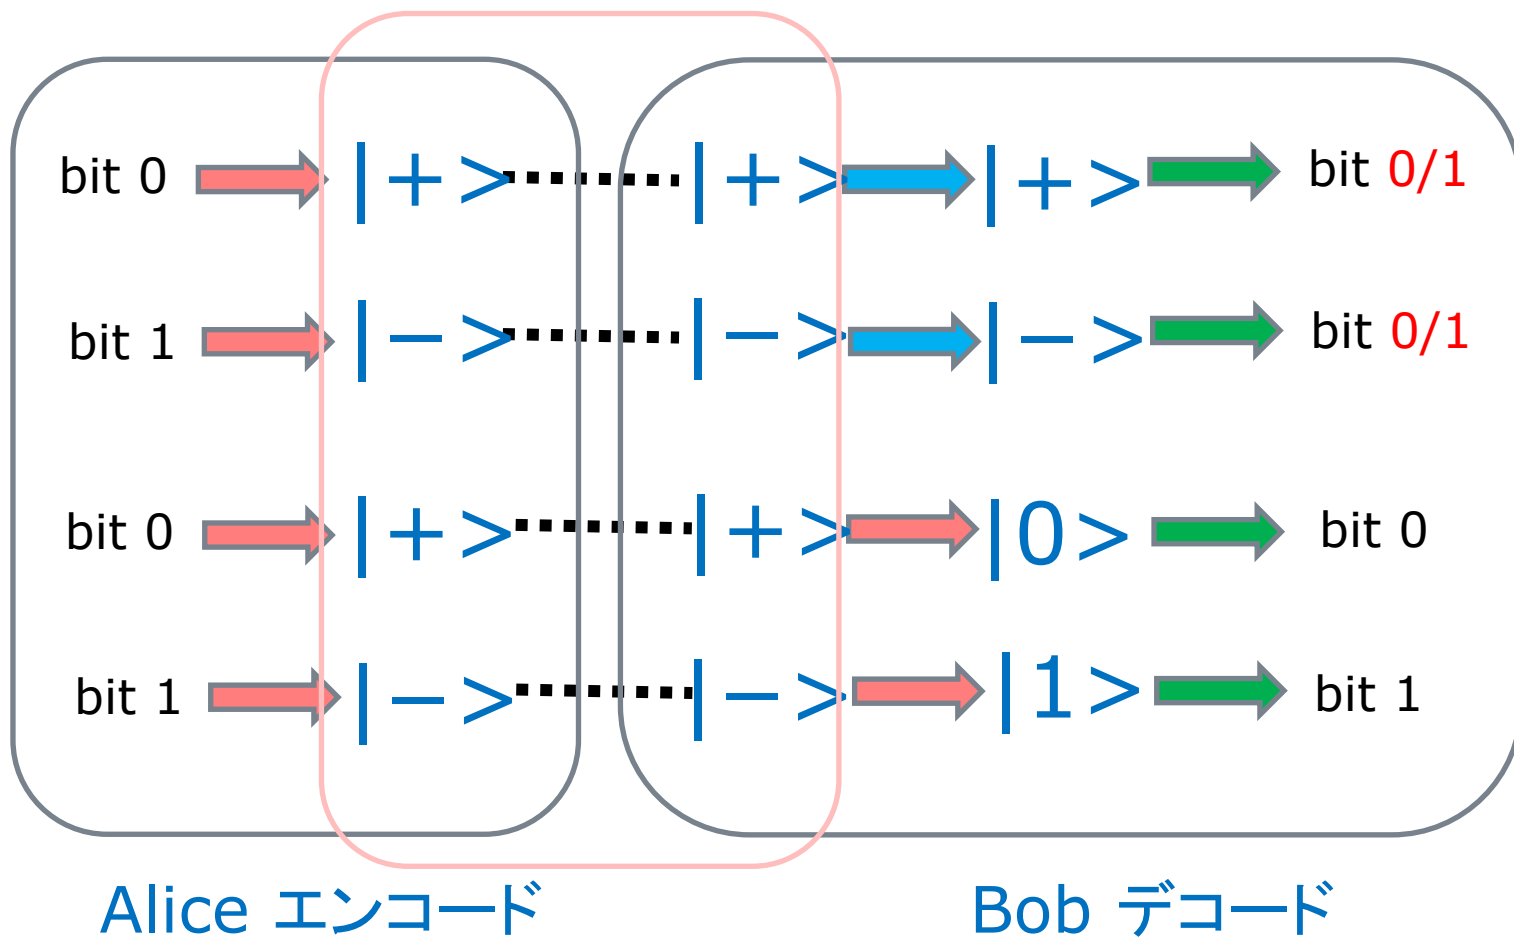 bit 0 |+> |+> |+> bit 0/1
bit 1 |−> |−> |−> bit 0/1
bit 0 |+> |+> |0> bit 0
bit 1 |−> |−> |1> bit 1
Alice エンコード Bob デコード